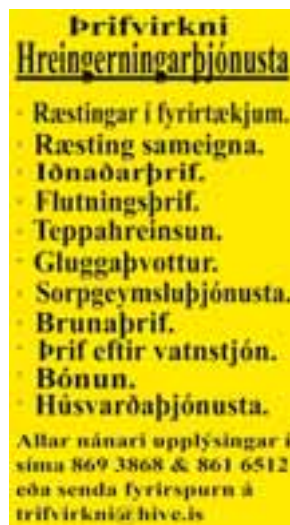 Þrifvirkni
Hreingerningarþjónusta
· Ræstingar í fyrirtækjum.
· Ræsting sameigna.
· Iðnaðarþrif.
· Flutningsþrif.
· Teppahreinsun.
· Gluggaþvottur.
· Sorpgeymsluþjónusta.
· Brunaþrif.
· Þrif eftir vatnstjón.
· Bónun.
· Húsvarðaþjónusta.
Allar nánari upplýsingar í
síma 869 3868 & 861 6512
eða senda fyrirspurn á
trifvirkni@hive.is